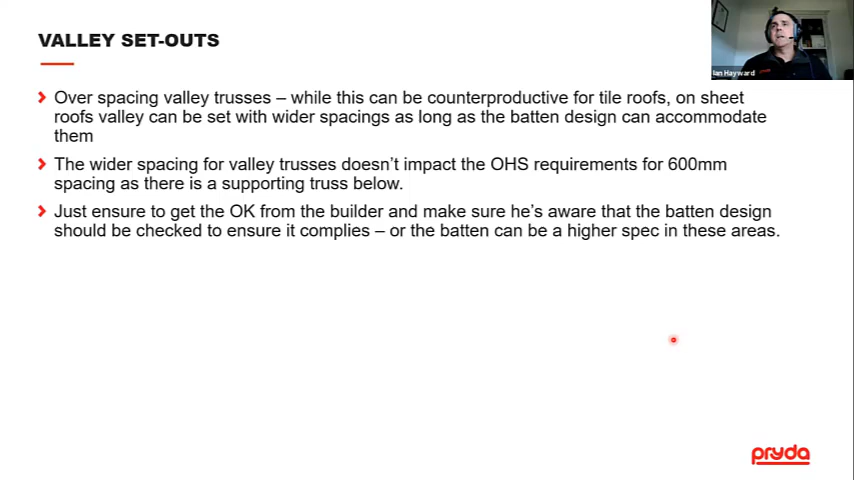 VALLEY SET-OUTS
Over spacing valley trusses – while this can be counterproductive for tile roofs, on sheet
roofs valley can be set with wider spacings as long as the batten design can accommodate
them
The wider spacing for valley trusses doesn't impact the OHS requirements for 600mm
spacing as there is a supporting truss below.
Just ensure to get the OK from the builder and make sure he's aware that the batten design
should be checked to ensure it complies – or the batten can be a higher spec in these areas.
Ian Hayward
pryda